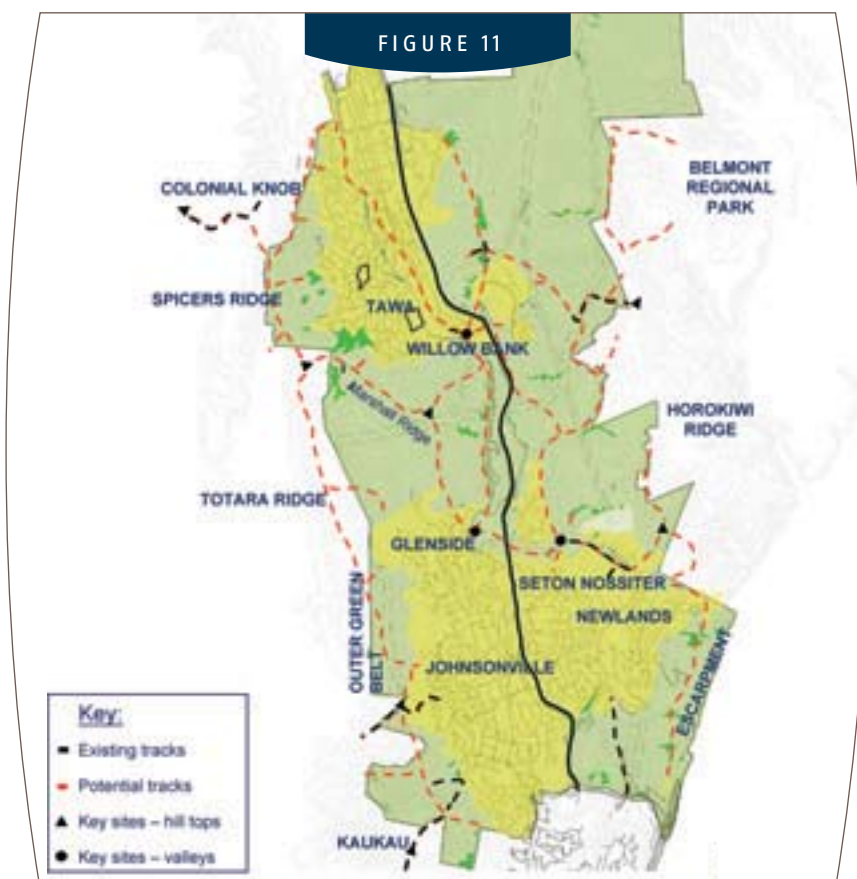 FIGURE 11
BELMONT
REGIONAL
PARK
COLONIAL KNOB
SPICERS RIDGE
TAWA
WILLOW BANK
Marshall Ridge
HOROKIWI
RIDGE
TOTARA RIDGE
GLENSIDE
SETON NOSSITER
NEWLANDS
OUTER GREEN
BELT
JOHNSONVILLE
ESCARPMENT
KAUKAU
Key:
Existing tracks
Potential tracks
Key sites – hill tops
Key sites – valleys